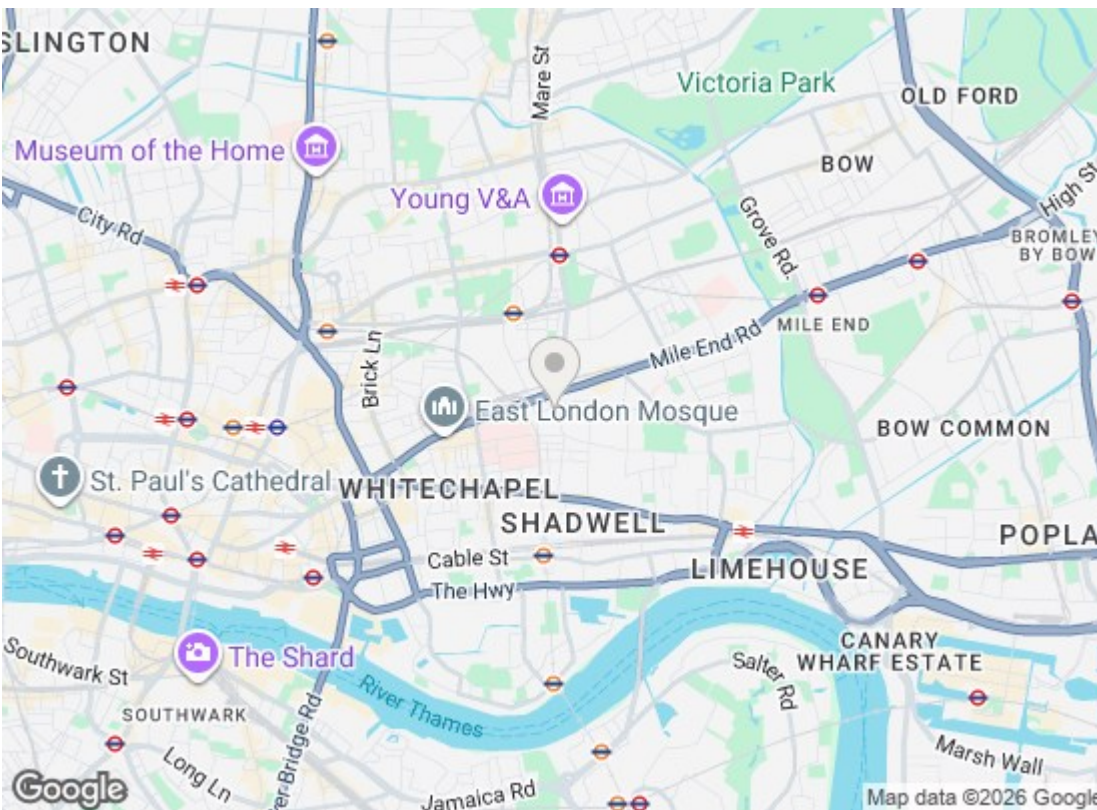 SLINGTON
Mare St
Victoria Park
OLD FORD
Museum of the Home
BOW
Young V&A
High St
City Rd
Grove Rd.
BROMLEY
BY BOW
MILE END
Mile End Rd
Brick Ln
East London Mosque
BOW COMMON
St. Paul's Cathedral
WHITECHAPEL
SHADWELL
POPLA
Cable St
LIMEHOUSE
The Hwy
CANARY
WHARF ESTATE
The Shard
Southwark St
Salter Rd
River Thames
SOUTHWARK
er Bridge Rd
Marsh Wall
Long Ln
Jamaica Rd
Google
Map data ©2026 Google